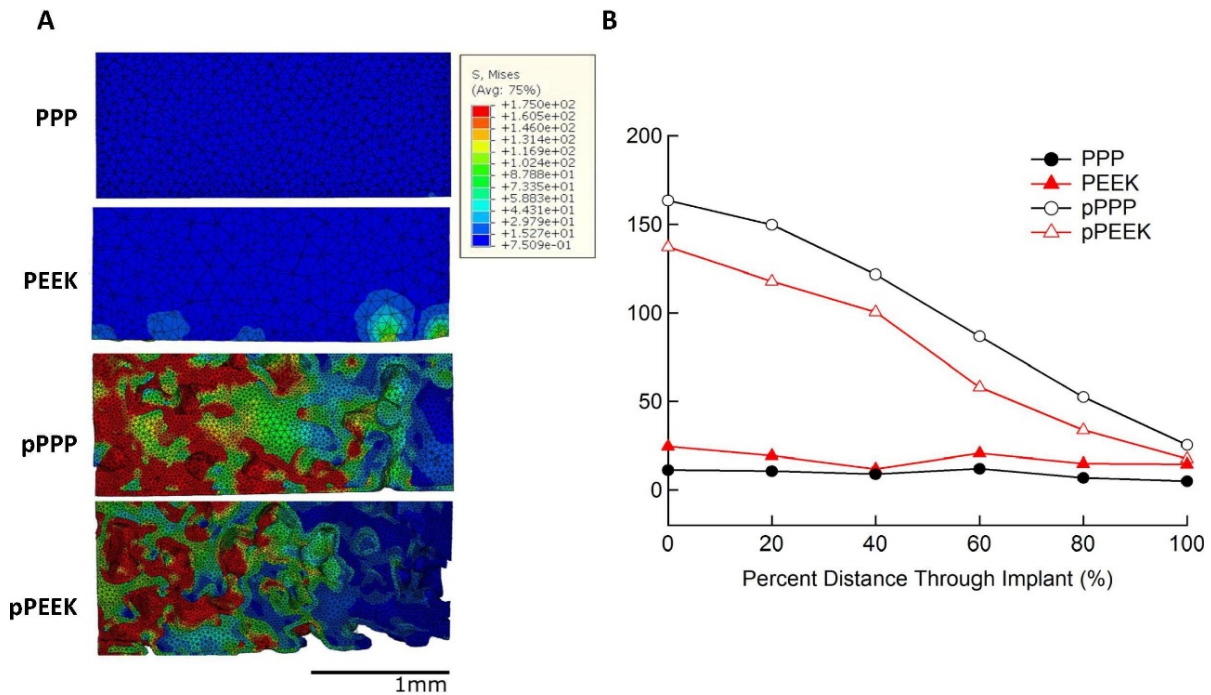 A
PPP
PEEK
pPPP
pPEEK
S, Mises
(Avg: 75%)
+1.750e+02
+1.605e+02
+1.460e+02
+1.314e+02
+1.169e+02
+1.024e+02
+8.788e+01
+7.335e+01
+5.883e+01
+4.431e+01
+2.979e+01
+1.527e+01
+7.509e-01
1mm
B
200
150
100
50
0
PPP
PEEK
pPPP
pPEEK
0 20 40 60 80 100
Percent Distance Through Implant (%)